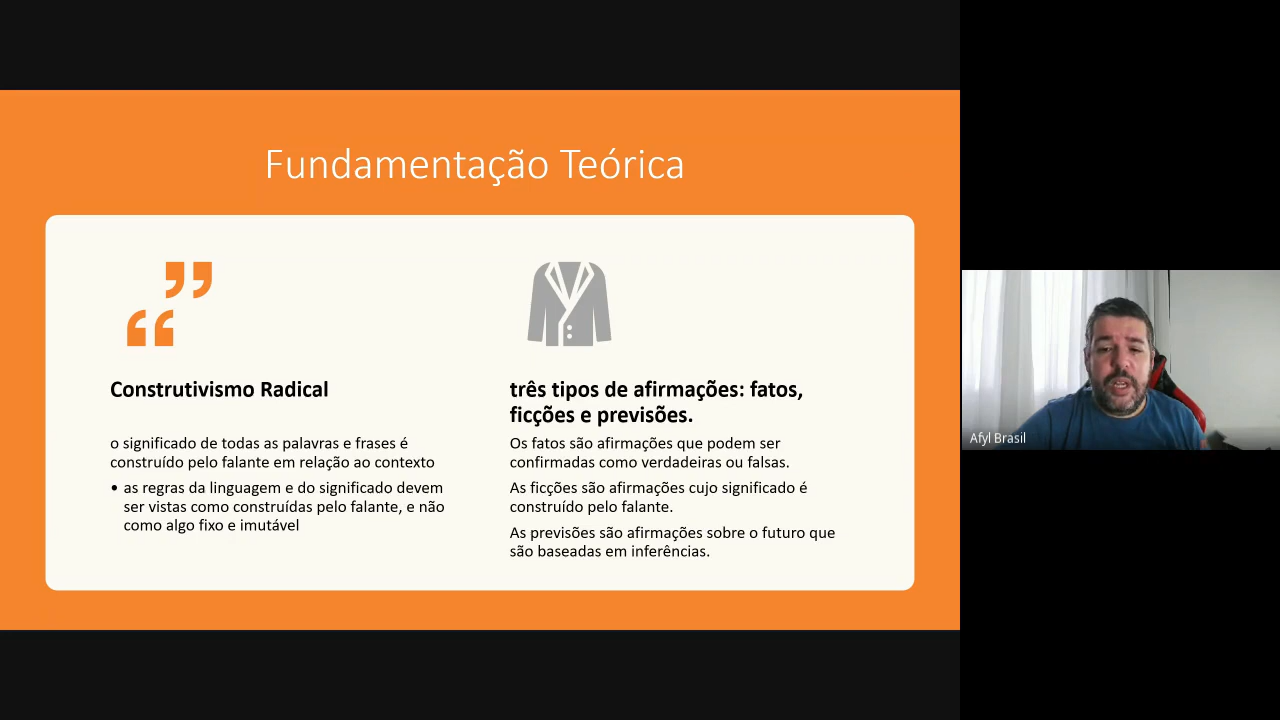 Fundamentação Teórica
Construtivismo Radical
o significado de todas as palavras e frases é
construído pelo falante em relação ao contexto
• as regras da linguagem e do significado devem
ser vistas como construídas pelo falante, e não
como algo fixo e imutável
três tipos de afirmações: fatos,
ficções e previsões.
Os fatos são afirmações que podem ser
confirmadas como verdadeiras ou falsas.
As ficções são afirmações cujo significado é
construído pelo falante.
As previsões são afirmações sobre o futuro que
são baseadas em inferências.
Afyl Brasil